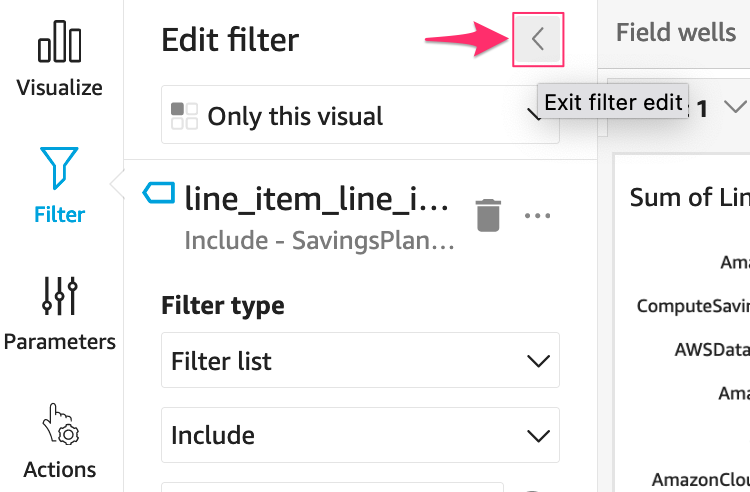 Visualize
Filter
Parameters
Actions
Edit filter
Only this visual
Exit filter edit
line_item_line_i...
Include - SavingsPlan...
Filter type
Filter list
Include
Field wells
1
Sum of Lin
Ama
ComputeSavin
AWSData
Ama
AmazonClou